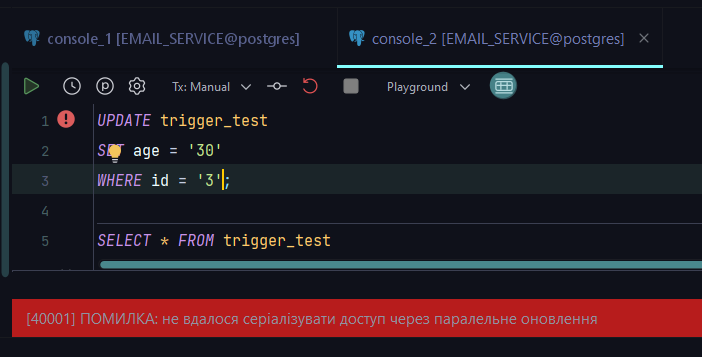 console_1 [EMAIL_SERVICE@postgres]
console_2 [EMAIL_SERVICE@postgres]
Tx: Manual
Playground
1 UPDATE trigger_test
2 SET age = '30'
3 WHERE id = '3';
4
5 SELECT * FROM trigger_test
[40001] ПОМИЛКА: не вдалося серіалізувати доступ через паралельне оновлення